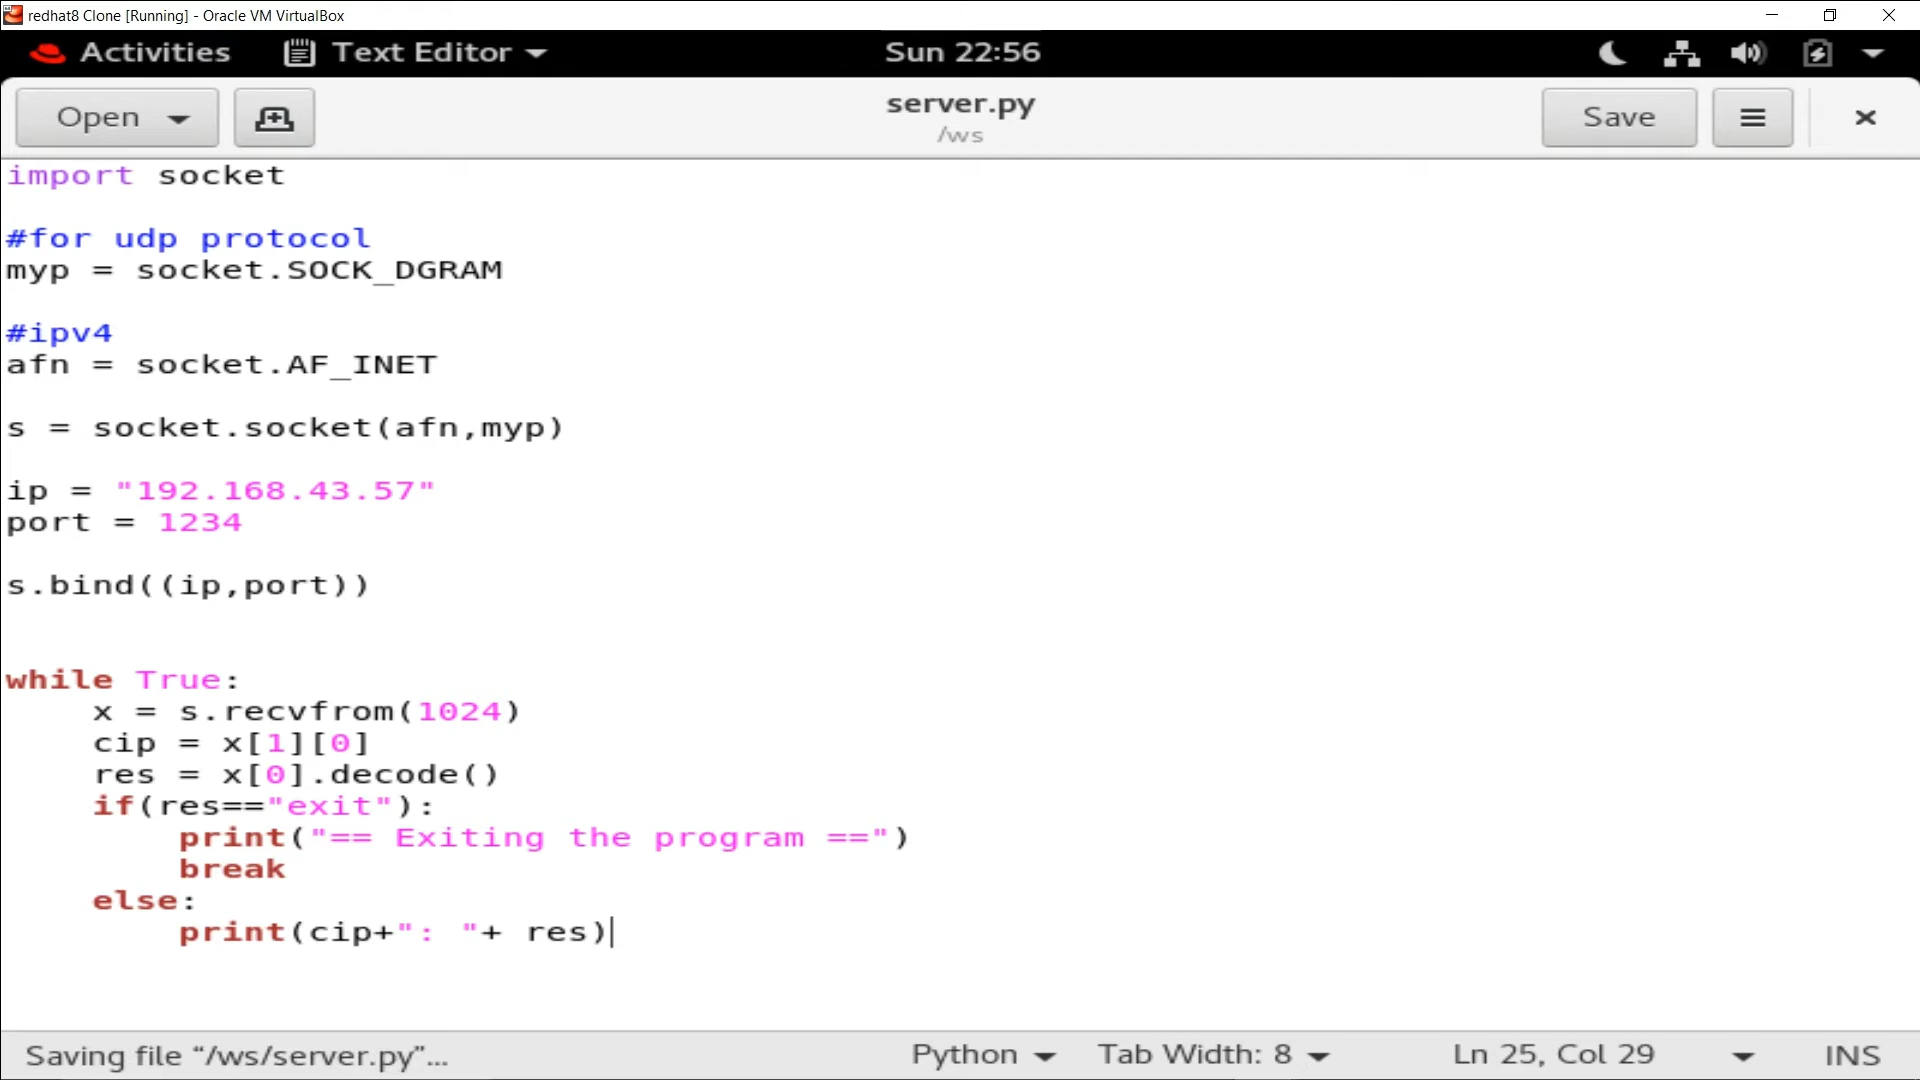 redhat8 Clone [Running] - Oracle VM VirtualBox
Activities Text Editor Sun 22:56
Open server.py Save
/ws
import socket
#for udp protocol
myp = socket.SOCK_DGRAM
#ipv4
afn = socket.AF_INET
s = socket.socket(afn,myp)
ip = "192.168.43.57"
port = 1234
s.bind((ip,port))
while True:
     x = s.recvfrom(1024)
     cip = x[1][0]
     res = x[0].decode()
     if(res=="exit"):
          print("== Exiting the program ==")
          break
     else:
          print(cip+": "+ res)
Saving file “/ws/server.py”... Python Tab Width: 8 Ln 25, Col 29 INS